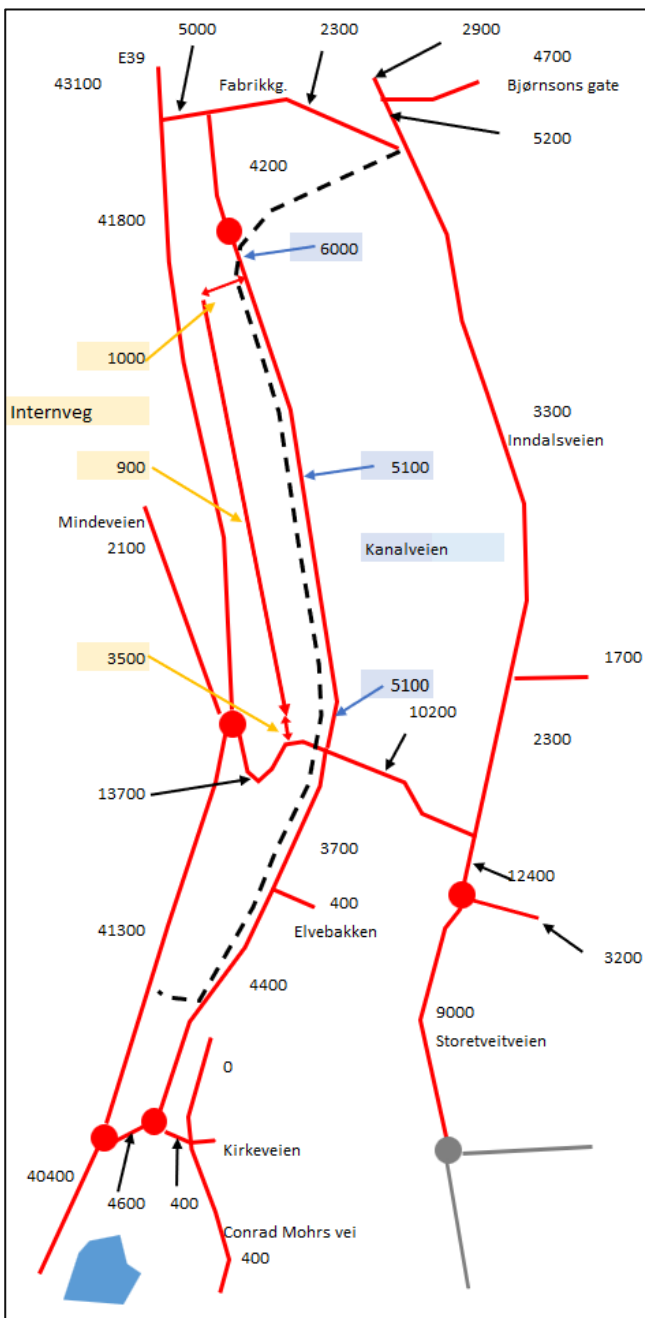 5000
2300
2900
E39
4700
43100
Fabrikkg.
Bjørnsons gate
5200
4200
41800
6000
1000
3300
Internveg
Inndalsveien
900
5100
Mindeveien
2100
Kanalveien
3500
1700
5100
10200
2300
13700
3700
12400
400
41300
Elvebakken
3200
4400
9000
Storetveitveien
0
Kirkeveien
40400
4600
400
Conrad Mohrs vei
400